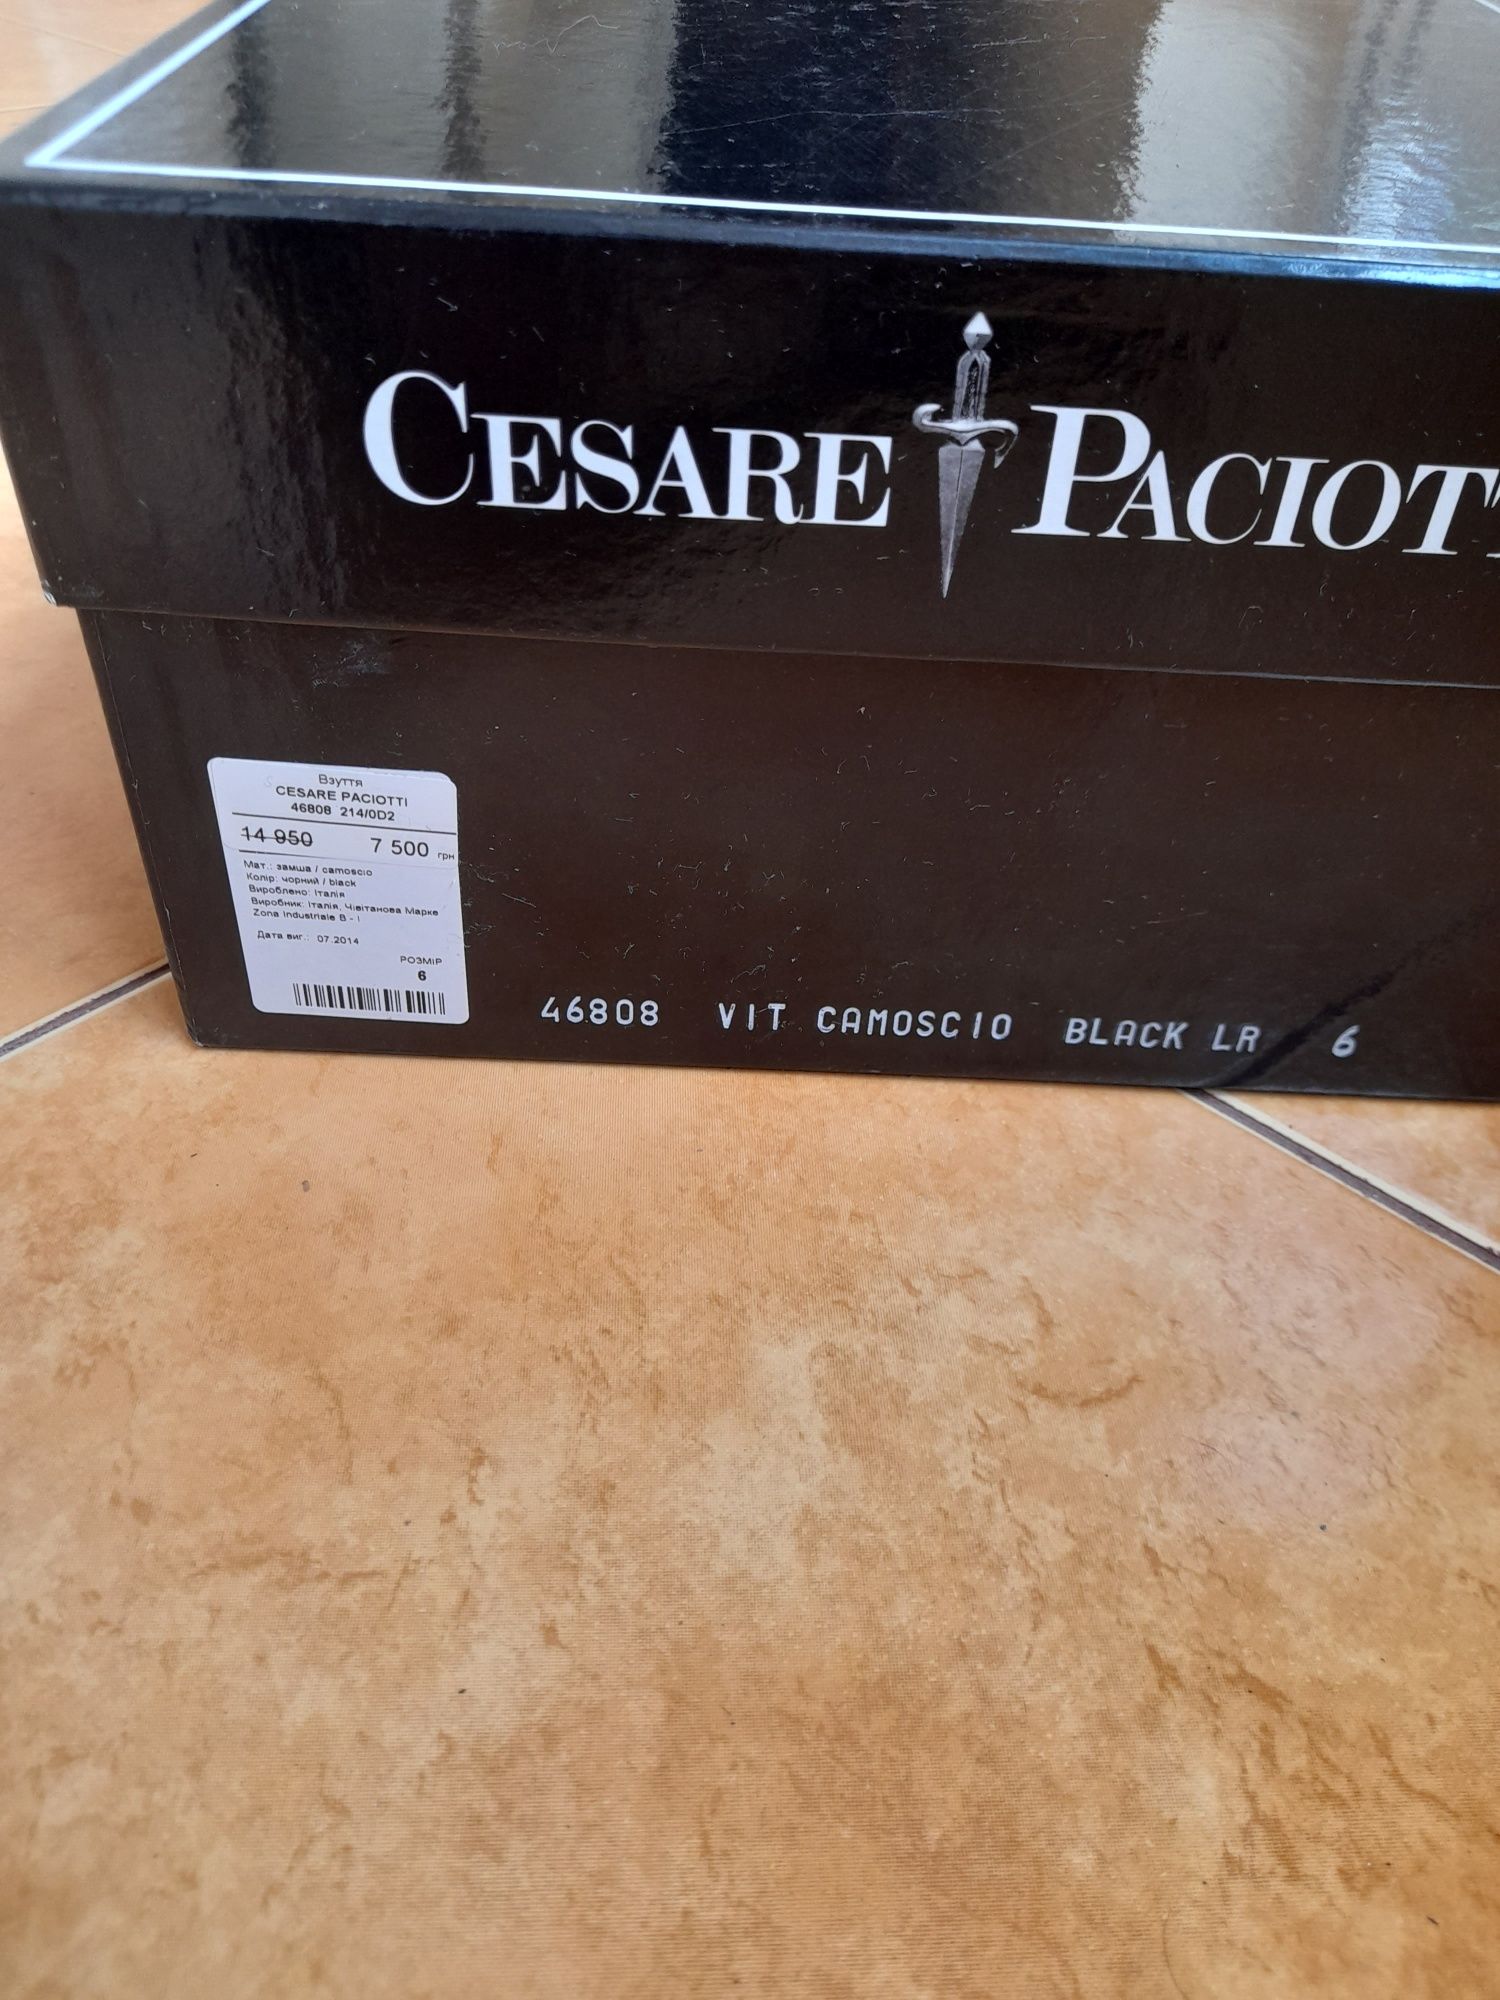 CESARE PACIOT
Взуття
CESARE PACIOTTI
46808 214/0D2
14 950 7 500 грн
Мат.: замша / camoscio
Колір: чорний / black
Вироблено: Італія
Виробник: Італія, Чівітанова Марке
Zona Industriale B - I
Дата виг.: 07.2014
РОЗМІР
6
46808 VIT CAMOSCIO BLACK LR 6